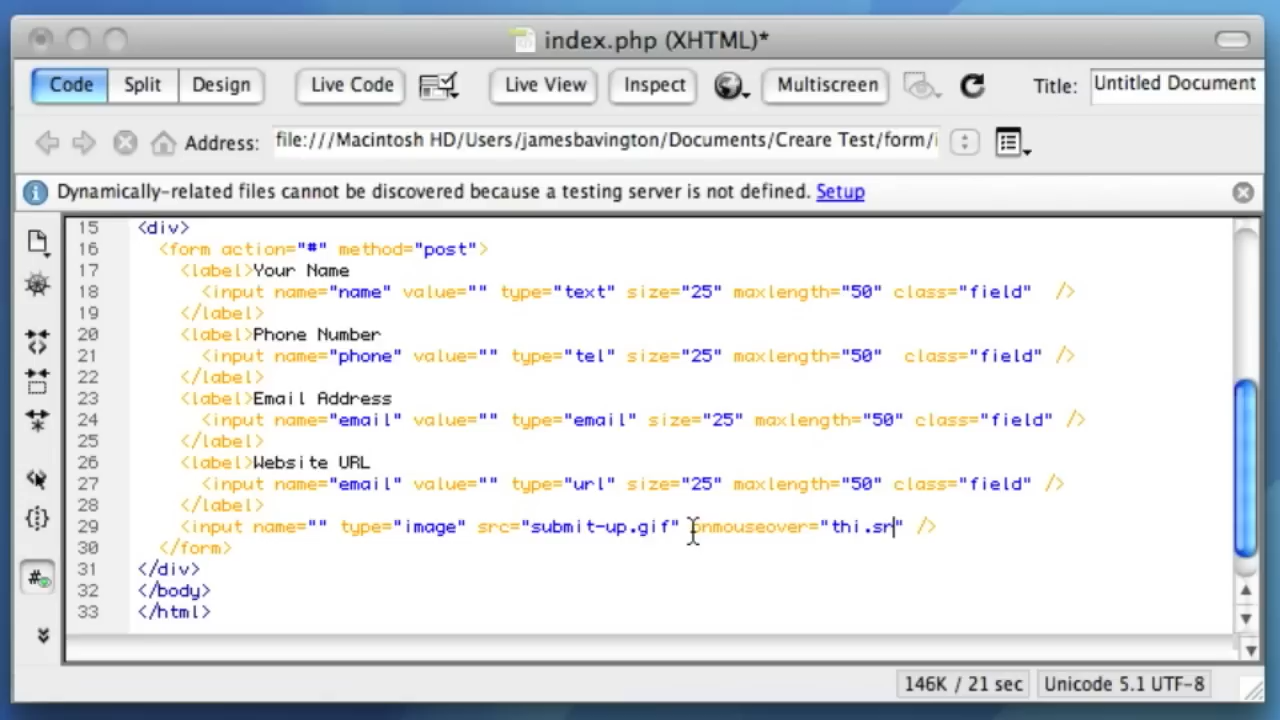 index.php (XHTML)*
Code Split Design Live Code Live View Inspect Multiscreen Title: Untitled Document
Address: file:///Macintosh HD/Users/jamesbavington/Documents/Creare Test/form/i
Dynamically-related files cannot be discovered because a testing server is not defined. Setup
15 <div>
16 <form action="#" method="post">
17 <label>Your Name
18 <input name="name" value="" type="text" size="25" maxlength="50" class="field" />
19 </label>
20 <label>Phone Number
21 <input name="phone" value="" type="tel" size="25" maxlength="50" class="field" />
22 </label>
23 <label>Email Address
24 <input name="email" value="" type="email" size="25" maxlength="50" class="field" />
25 </label>
26 <label>Website URL
27 <input name="email" value="" type="url" size="25" maxlength="50" class="field" />
28 </label>
29 <input name="" type="image" src="submit-up.gif" onmouseover="thi.sr" />
30 </form>
31 </div>
32 </body>
33 </html>
146K / 21 sec Unicode 5.1 UTF-8